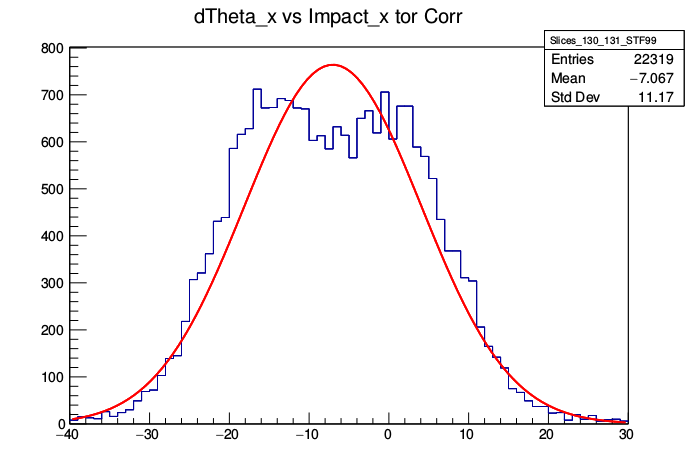 dTheta_x vs Impact_x tor Corr
Slices_130_131_STF99
Entries 22319
Mean −7.067
Std Dev 11.17
800
700
600
500
400
300
200
100
0
−40 −30 −20 −10 0 10 20 30